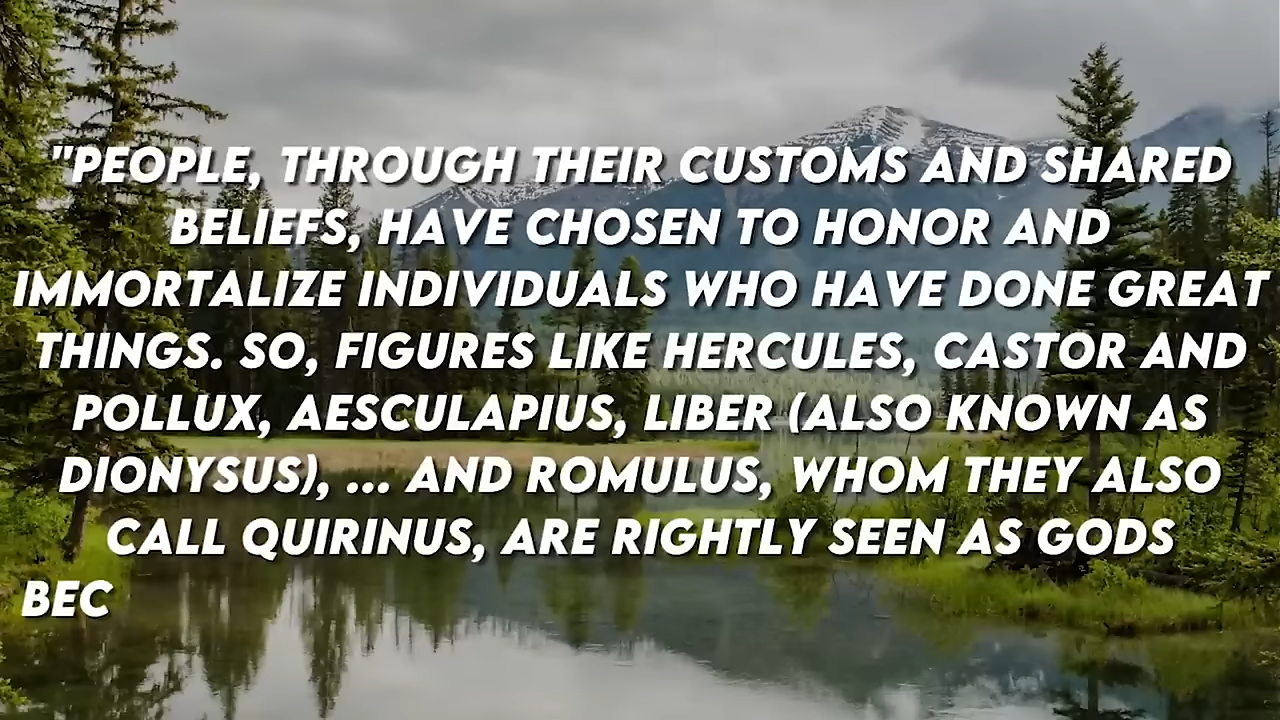 "PEOPLE, THROUGH THEIR CUSTOMS AND SHARED
BELIEFS, HAVE CHOSEN TO HONOR AND
IMMORTALIZE INDIVIDUALS WHO HAVE DONE GREAT
THINGS. SO, FIGURES LIKE HERCULES, CASTOR AND
POLLUX, AESCULAPIUS, LIBER (ALSO KNOWN AS
DIONYSUS), ... AND ROMULUS, WHOM THEY ALSO
CALL QUIRINUS, ARE RIGHTLY SEEN AS GODS
BEC